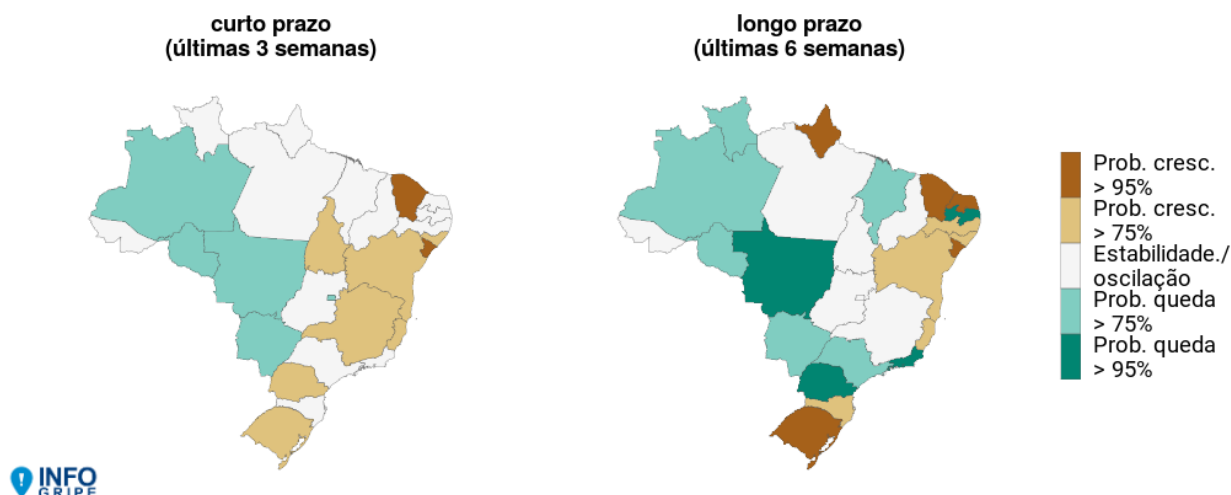 curto prazo
(últimas 3 semanas)
longo prazo
(últimas 6 semanas)
Prob. cresc.
> 95%
Prob. cresc.
> 75%
Estabilidade./
oscilação
Prob. queda
> 75%
Prob. queda
> 95%
INFO
GRIPE